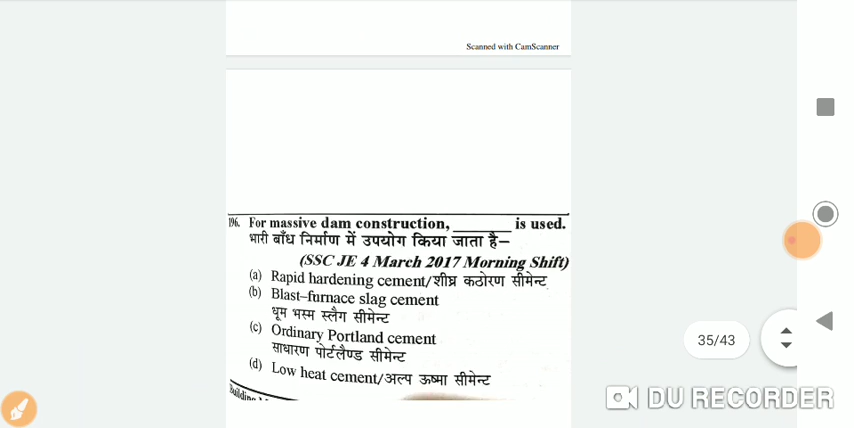 Scanned with CamScanner
196. For massive dam construction, ______ is used.
भारी बाँध निर्माण में उपयोग किया जाता है–
(SSC JE 4 March 2017 Morning Shift)
(a) Rapid hardening cement/शीघ्र कठोरण सीमेन्ट
(b) Blast–furnace slag cement
धूम भस्म स्लैग सीमेन्ट
(c) Ordinary Portland cement
साधारण पोर्टलैण्ड सीमेन्ट
(d) Low heat cement/अल्प ऊष्मा सीमेन्ट
35/43
DU RECORDER